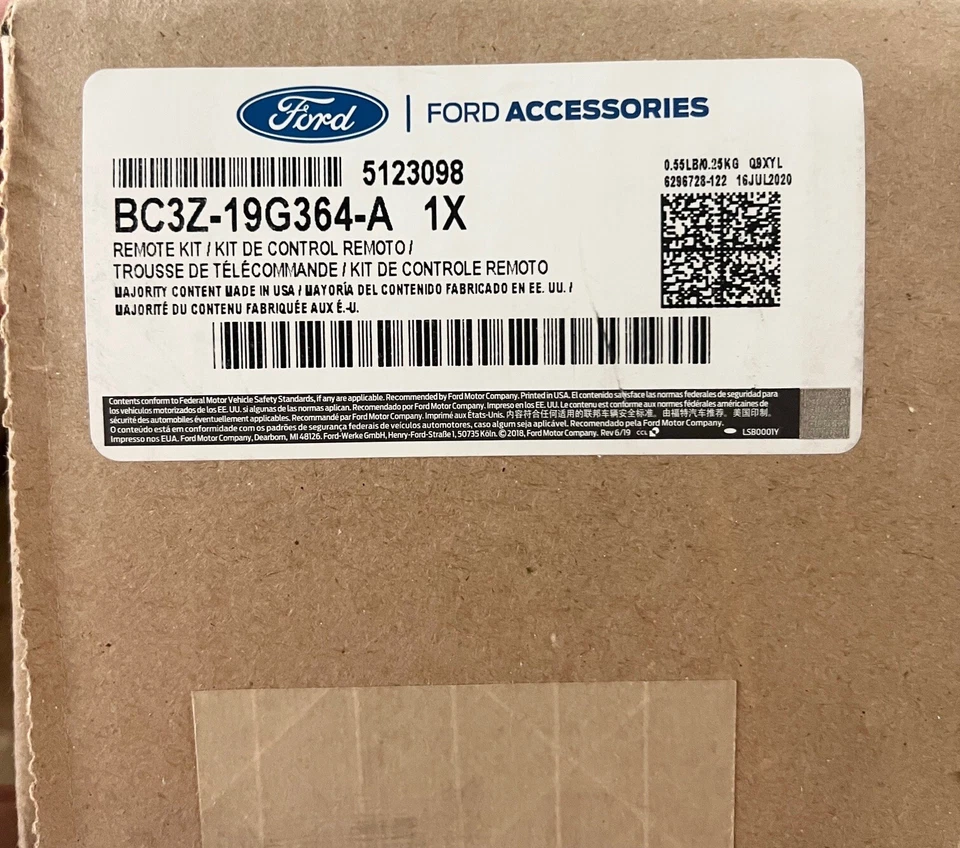 Ford | FORD ACCESSORIES
5123098
0.55LB/0.25KG Q9XYL
6296728-122 16JUL2020
BC3Z-19G364-A 1X
REMOTE KIT / KIT DE CONTROL REMOTO /
TROUSSE DE TÉLÉCOMMANDE / KIT DE CONTROLE REMOTO
MAJORITY CONTENT MADE IN USA / MAYORÍA DEL CONTENIDO FABRICADO EN EE. UU. /
MAJORITÉ DU CONTENU FABRIQUÉE AUX É.-U.
Contents conform to Federal Motor Vehicle Safety Standards, if any are applicable. Recommended by Ford Motor Company. Printed in USA. El contenido satisface las normas federales de seguridad para
los vehículos motorizados de los EE. UU. si algunas de las normas aplican. Recomendado por Ford Motor Company. Impreso en los EE. UU. Le contenu est conforme aux normes fédérales américaines de
sécurité des automobiles éventuellement applicables. Recommandé par Ford Motor Company. Imprimé aux États-Unis. 内容符合任何适用的联邦车辆安全标准。由福特汽车推荐。美国印制。
O conteúdo está em conformidade com os padrões de segurança federais de veículos automotores, caso algum seja aplicável. Recomendado pela Ford Motor Company.
Impresso nos EUA. Ford Motor Company, Dearborn, MI 48126. Ford-Werke GmbH, Henry-Ford-Straße 1, 50735 Köln. © 2018, Ford Motor Company. Rev 6/19 CCL LSB0001Y